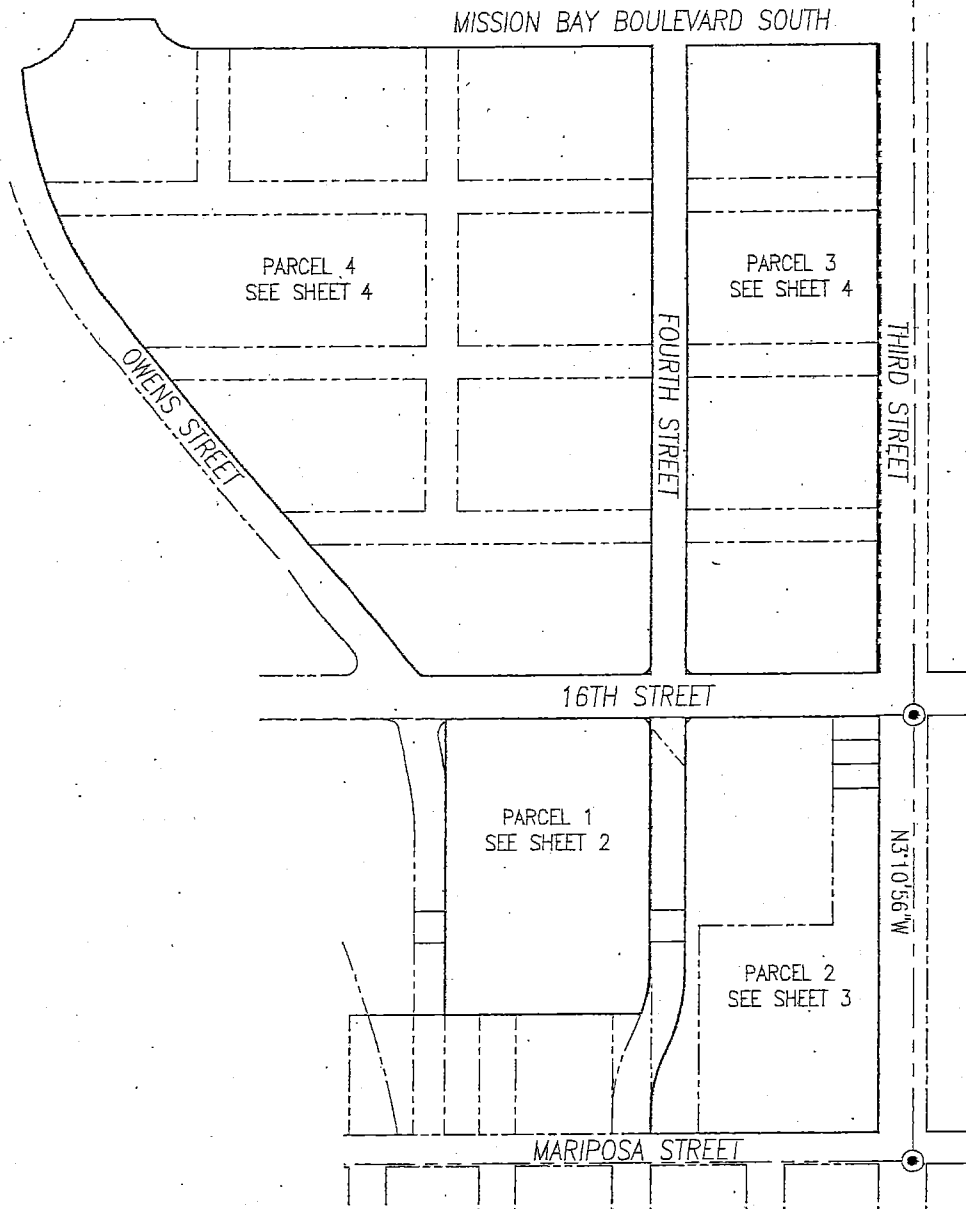 MISSION BAY BOULEVARD SOUTH
PARCEL 4
SEE SHEET 4
PARCEL 3
SEE SHEET 4
OWENS STREET
FOURTH STREET
THIRD STREET
16TH STREET
PARCEL 1
SEE SHEET 2
N3°10'56"W
PARCEL 2
SEE SHEET 3
MARIPOSA STREET